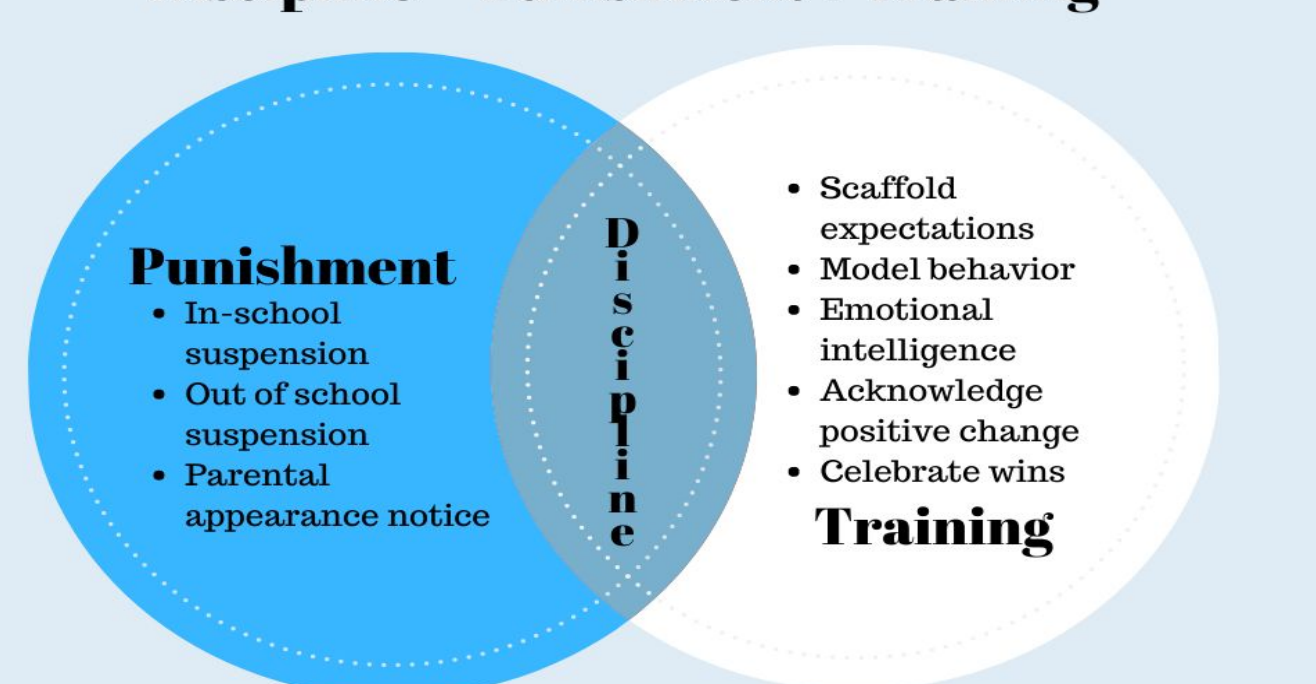 Punishment
• In-school
suspension
• Out of school
suspension
• Parental
appearance notice
Discipline
• Scaffold
expectations
• Model behavior
• Emotional
intelligence
• Acknowledge
positive change
• Celebrate wins
Training